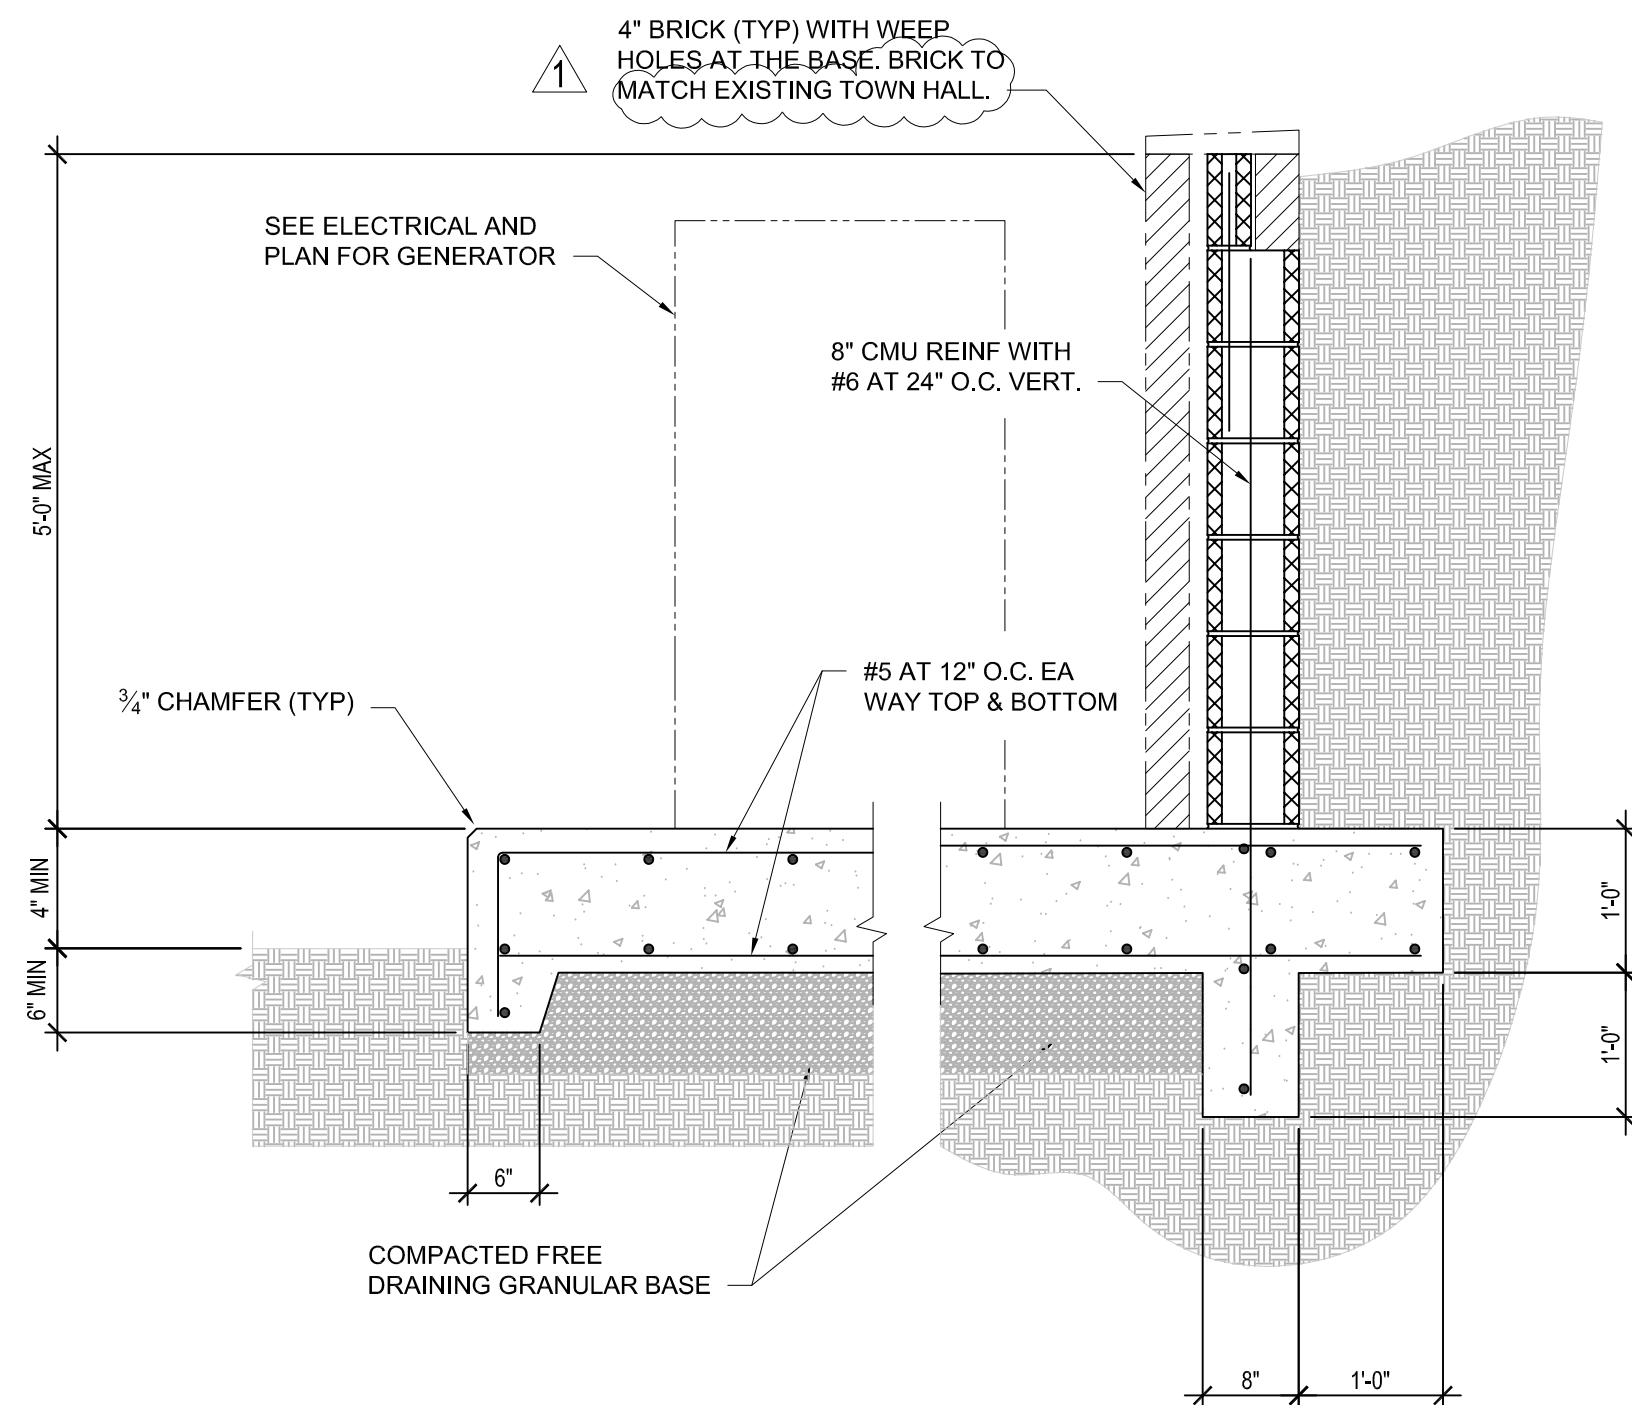 4" BRICK (TYP) WITH WEEP
HOLES AT THE BASE. BRICK TO
MATCH EXISTING TOWN HALL.
1
SEE ELECTRICAL AND
PLAN FOR GENERATOR
8" CMU REINF WITH
#6 AT 24" O.C. VERT.
5'-0" MAX
#5 AT 12" O.C. EA
WAY TOP & BOTTOM
¾" CHAMFER (TYP)
4" MIN
6" MIN
1'-0"
1'-0"
6"
COMPACTED FREE
DRAINING GRANULAR BASE
8"
1'-0"